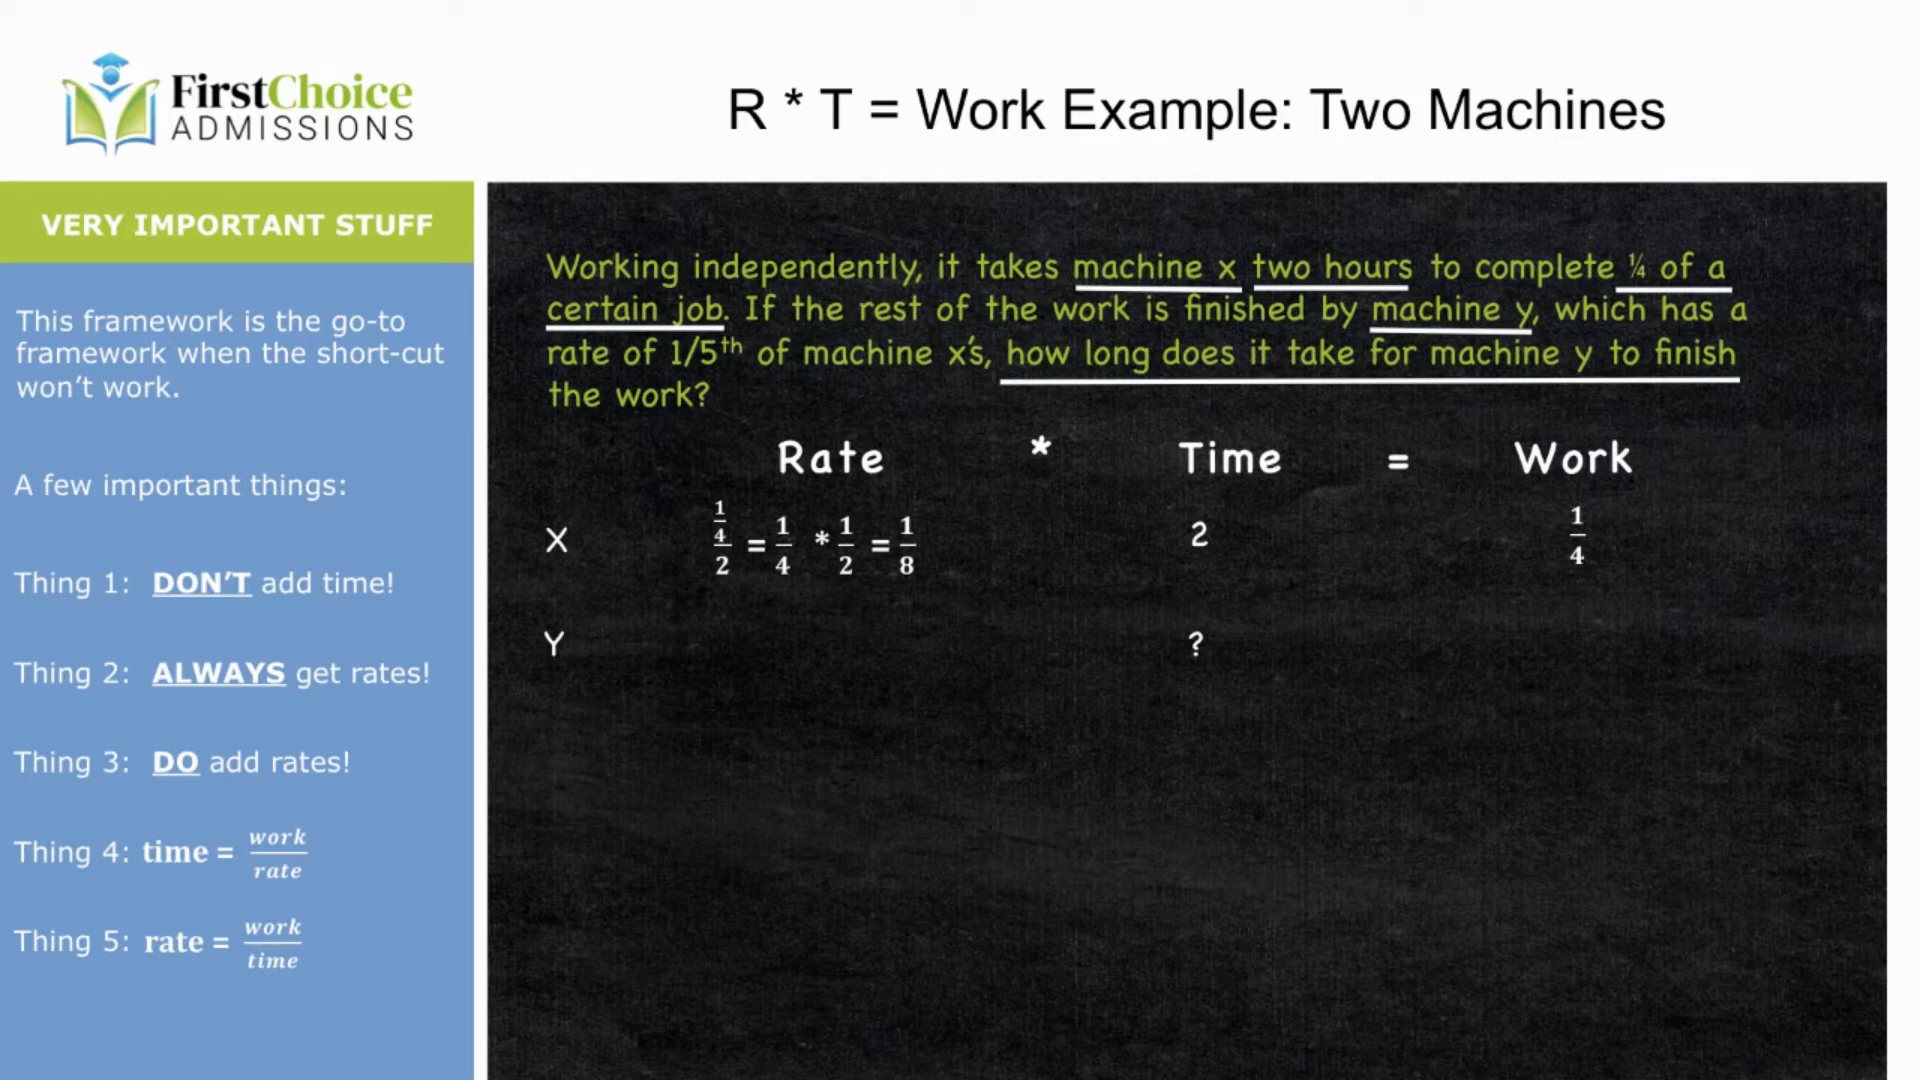 FirstChoice
ADMISSIONS
R * T = Work Example: Two Machines
VERY IMPORTANT STUFF
This framework is the go-to
framework when the short-cut
won't work.
A few important things:
Thing 1: DON'T add time!
Thing 2: ALWAYS get rates!
Thing 3: DO add rates!
Thing 4: time = work/rate
Thing 5: rate = work/time
Working independently, it takes machine x two hours to complete ¼ of a
certain job. If the rest of the work is finished by machine y, which has a
rate of 1/5th of machine x's, how long does it take for machine y to finish
the work?
Rate * Time = Work
X 1/4/2 = 1/4 * 1/2 = 1/8 2 1/4
Y ?